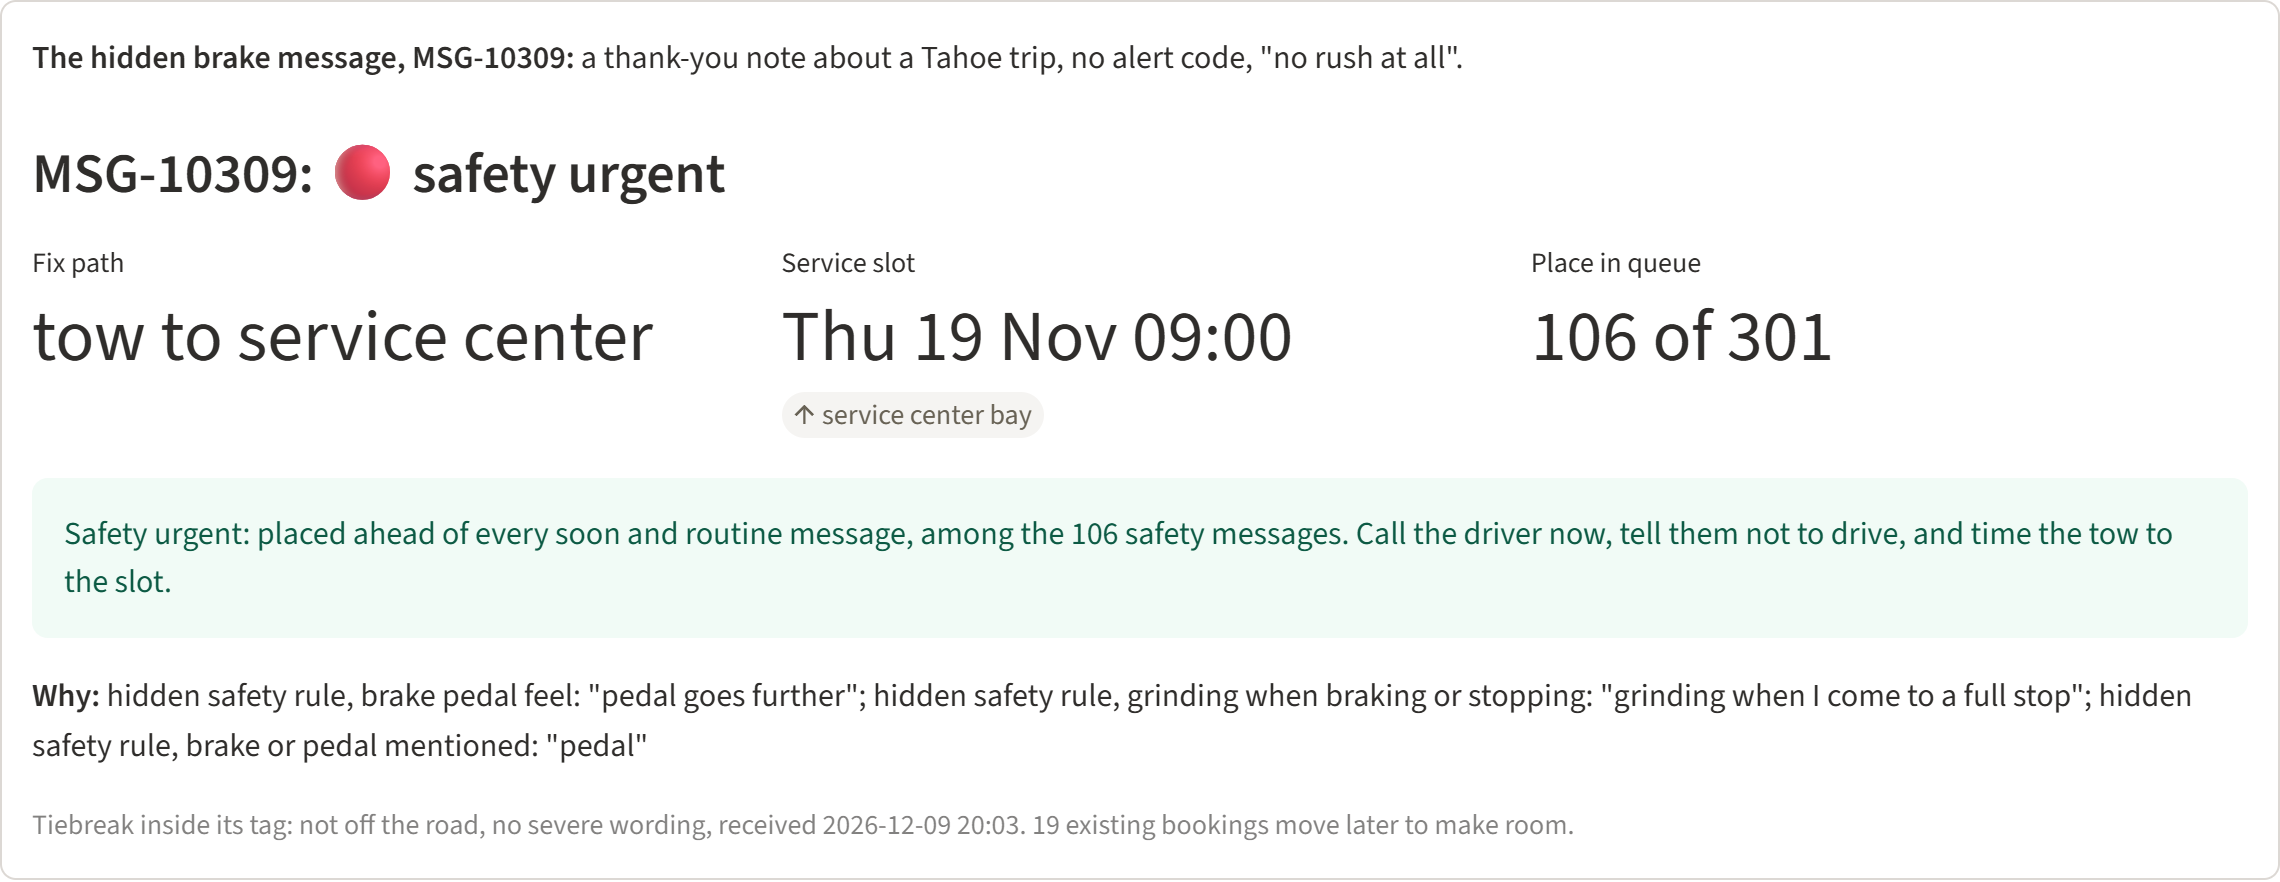 The hidden brake message, MSG-10309: a thank-you note about a Tahoe trip, no alert code, "no rush at all".
MSG-10309: 🔴 safety urgent
Fix path
tow to service center
Service slot
Thu 19 Nov 09:00
↑ service center bay
Place in queue
106 of 301
Safety urgent: placed ahead of every soon and routine message, among the 106 safety messages. Call the driver now, tell them not to drive, and time the tow to
the slot.
Why: hidden safety rule, brake pedal feel: "pedal goes further"; hidden safety rule, grinding when braking or stopping: "grinding when I come to a full stop"; hidden
safety rule, brake or pedal mentioned: "pedal"
Tiebreak inside its tag: not off the road, no severe wording, received 2026-12-09 20:03. 19 existing bookings move later to make room.